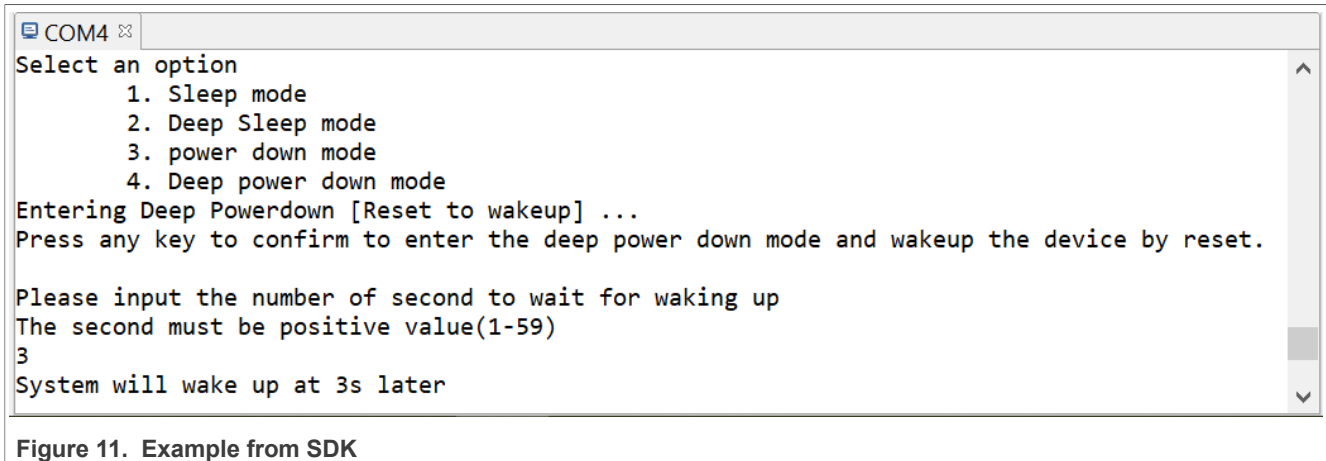 COM4
Select an option
1. Sleep mode
2. Deep Sleep mode
3. power down mode
4. Deep power down mode
Entering Deep Powerdown [Reset to wakeup] ...
Press any key to confirm to enter the deep power down mode and wakeup the device by reset.
Please input the number of second to wait for waking up
The second must be positive value(1-59)
3
System will wake up at 3s later
Figure 11. Example from SDK